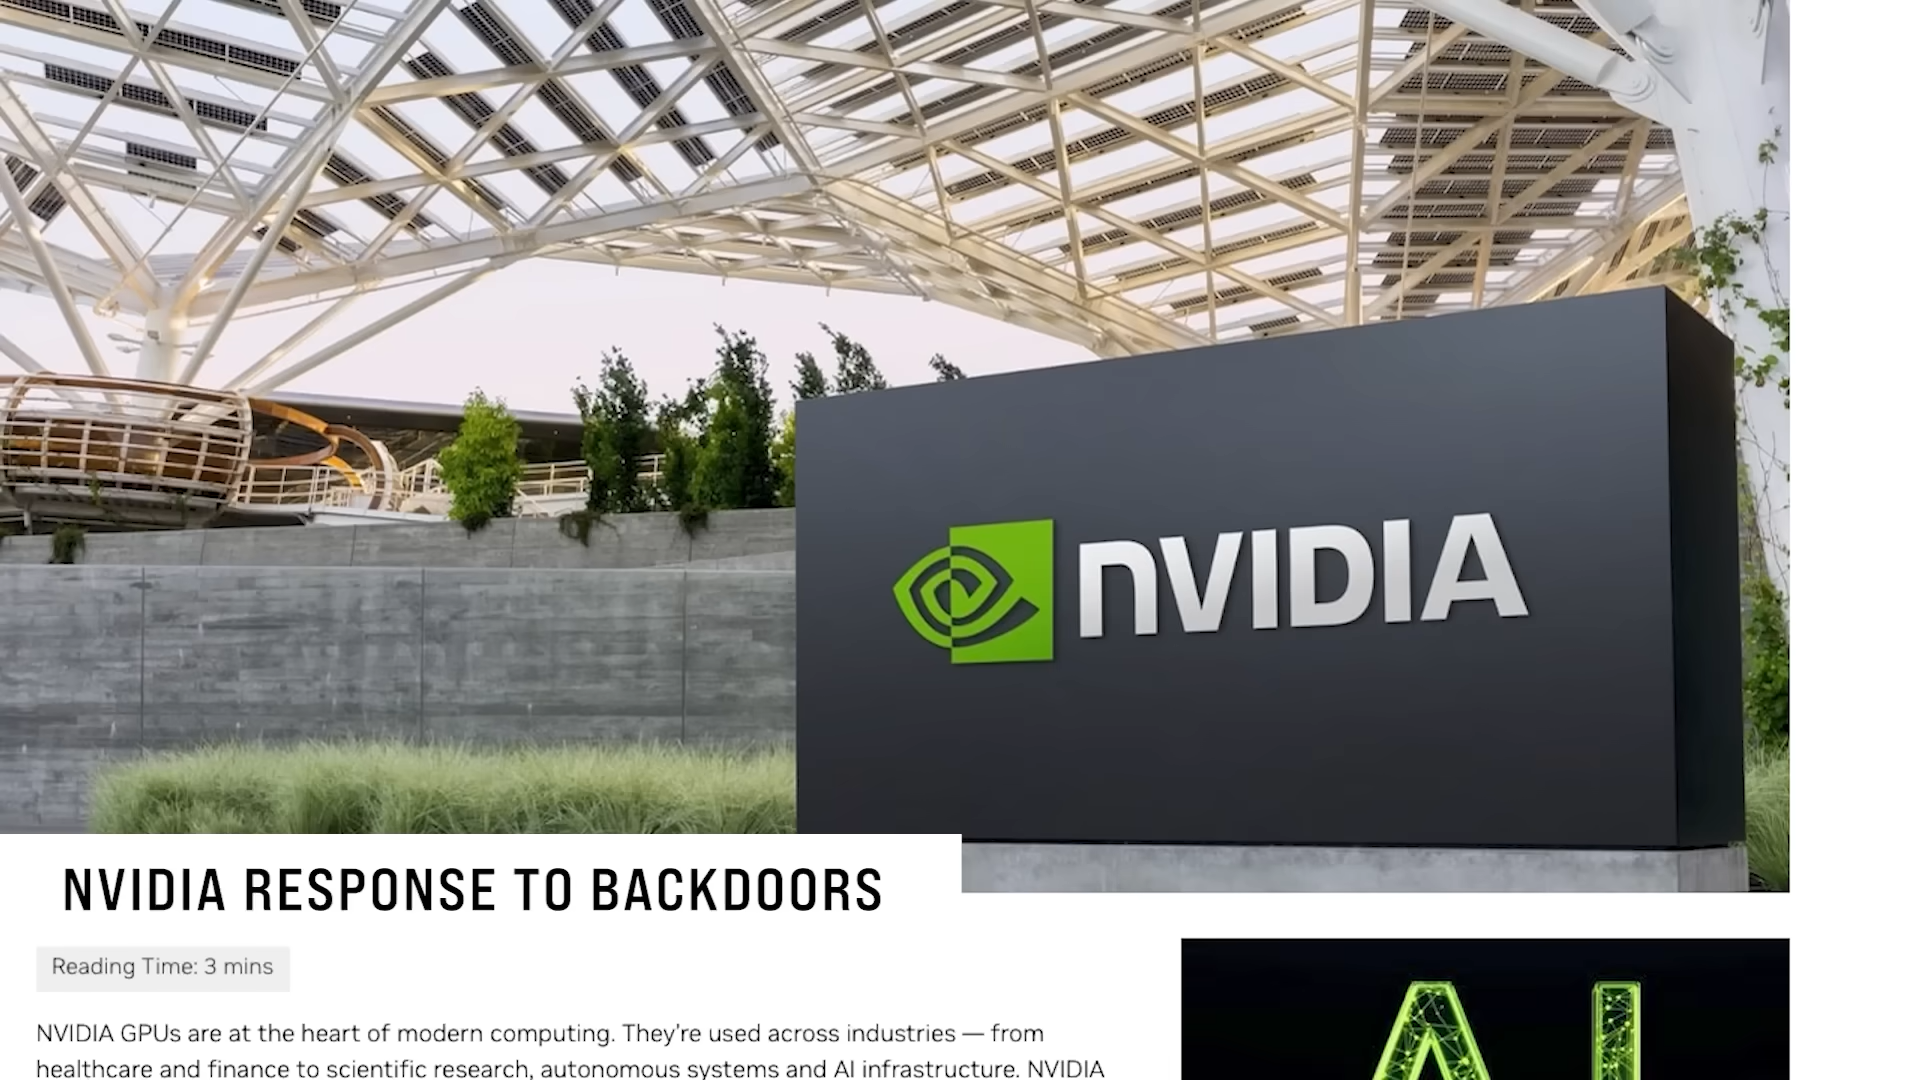 NVIDIA
NVIDIA RESPONSE TO BACKDOORS
Reading Time: 3 mins
NVIDIA GPUs are at the heart of modern computing. They're used across industries — from
healthcare and finance to scientific research, autonomous systems and AI infrastructure. NVIDIA
AI